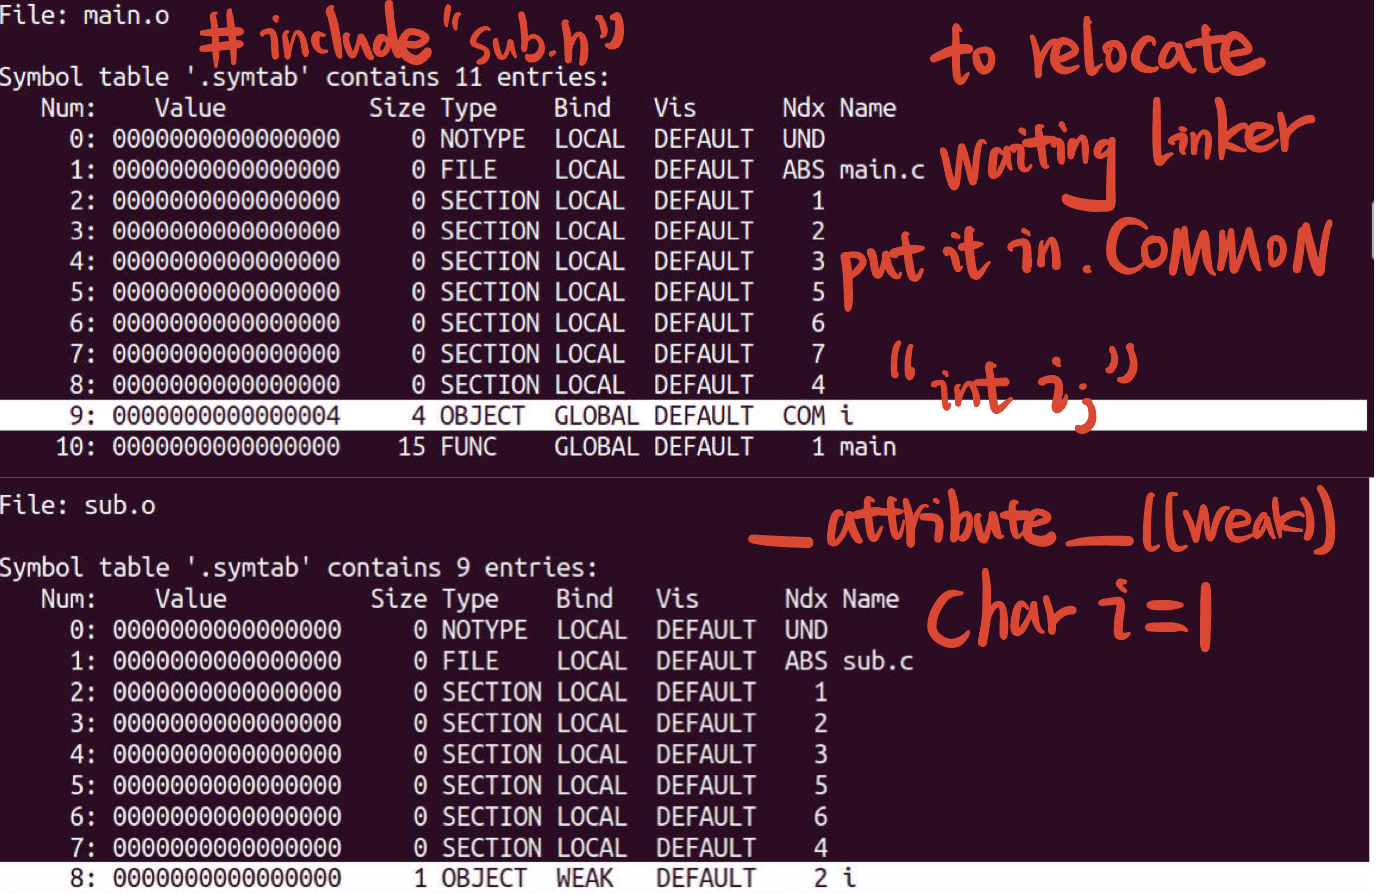 File: main.o
# include "sub.h"
to relocate
Symbol table '.symtab' contains 11 entries:
Num: Value Size Type Bind Vis Ndx Name
0: 0000000000000000 0 NOTYPE LOCAL DEFAULT UND
1: 0000000000000000 0 FILE LOCAL DEFAULT ABS main.c
Waiting linker
2: 0000000000000000 0 SECTION LOCAL DEFAULT 1
3: 0000000000000000 0 SECTION LOCAL DEFAULT 2
4: 0000000000000000 0 SECTION LOCAL DEFAULT 3
put it in .COMMON
5: 0000000000000000 0 SECTION LOCAL DEFAULT 5
6: 0000000000000000 0 SECTION LOCAL DEFAULT 6
7: 0000000000000000 0 SECTION LOCAL DEFAULT 7
8: 0000000000000000 0 SECTION LOCAL DEFAULT 4
"int i;"
9: 0000000000000004 4 OBJECT GLOBAL DEFAULT COM i
10: 0000000000000000 15 FUNC GLOBAL DEFAULT 1 main
File: sub.o
__attribute__((weak))
Symbol table '.symtab' contains 9 entries:
Num: Value Size Type Bind Vis Ndx Name
char i=1
0: 0000000000000000 0 NOTYPE LOCAL DEFAULT UND
1: 0000000000000000 0 FILE LOCAL DEFAULT ABS sub.c
2: 0000000000000000 0 SECTION LOCAL DEFAULT 1
3: 0000000000000000 0 SECTION LOCAL DEFAULT 2
4: 0000000000000000 0 SECTION LOCAL DEFAULT 3
5: 0000000000000000 0 SECTION LOCAL DEFAULT 5
6: 0000000000000000 0 SECTION LOCAL DEFAULT 6
7: 0000000000000000 0 SECTION LOCAL DEFAULT 4
8: 0000000000000000 1 OBJECT WEAK DEFAULT 2 i